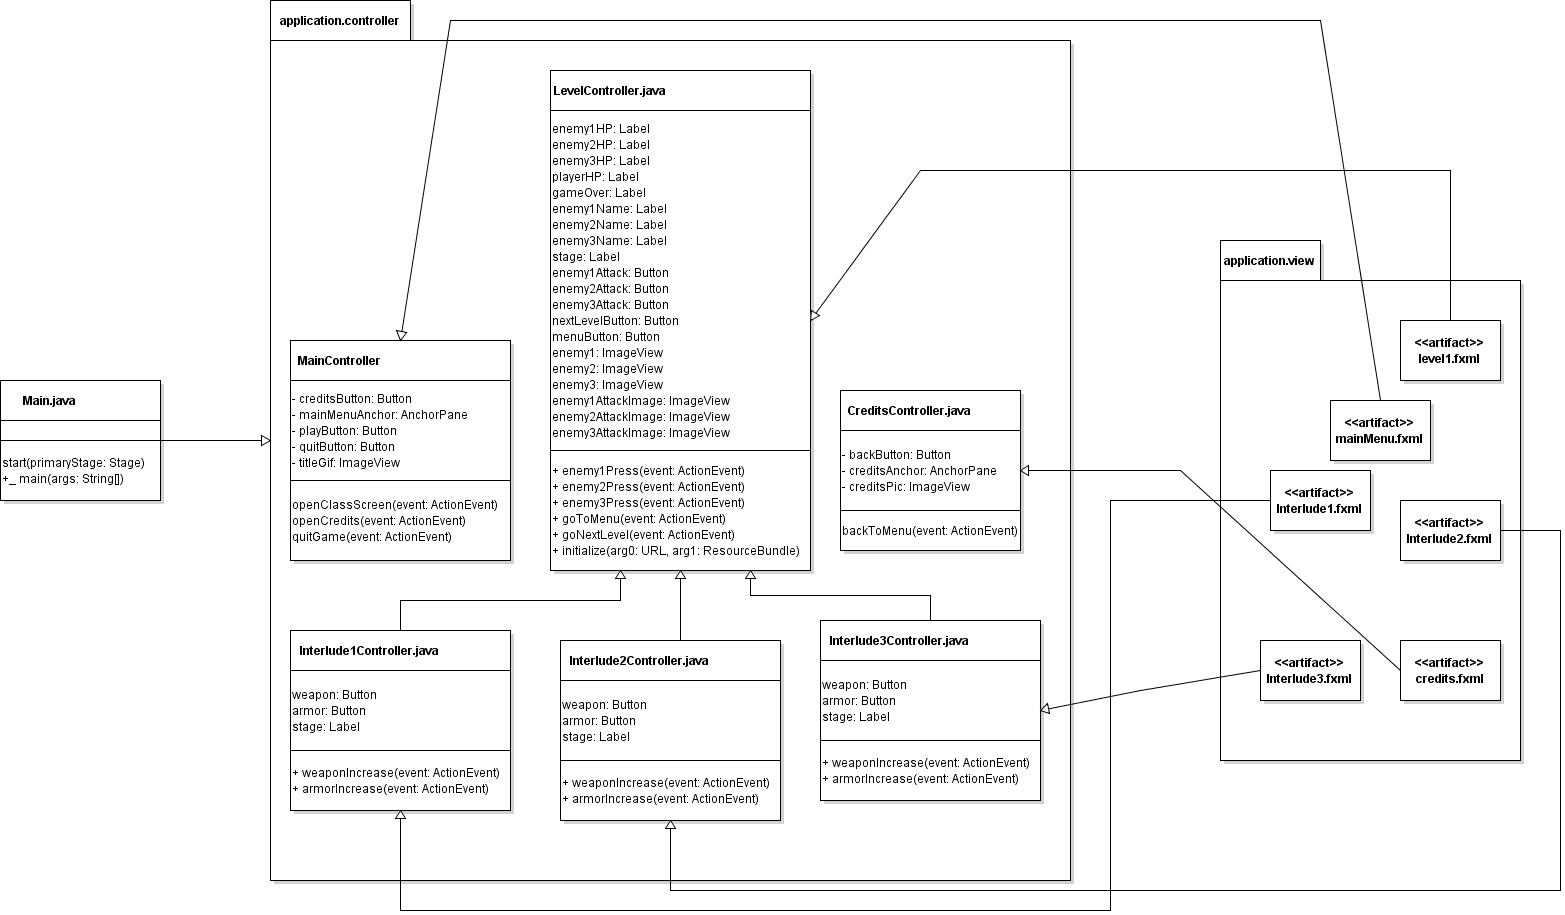 application.controller
LevelController.java
enemy1HP: Label
enemy2HP: Label
enemy3HP: Label
playerHP: Label
gameOver: Label
enemy1Name: Label
enemy2Name: Label
enemy3Name: Label
stage: Label
enemy1Attack: Button
enemy2Attack: Button
enemy3Attack: Button
nextLevelButton: Button
menuButton: Button
enemy1: ImageView
enemy2: ImageView
enemy3: ImageView
enemy1AttackImage: ImageView
enemy2AttackImage: ImageView
enemy3AttackImage: ImageView
+ enemy1Press(event: ActionEvent)
+ enemy2Press(event: ActionEvent)
+ enemy3Press(event: ActionEvent)
+ goToMenu(event: ActionEvent)
+ goNextLevel(event: ActionEvent)
+ initialize(arg0: URL, arg1: ResourceBundle)
MainController
- creditsButton: Button
- mainMenuAnchor: AnchorPane
- playButton: Button
- quitButton: Button
- titleGif: ImageView
openClassScreen(event: ActionEvent)
openCredits(event: ActionEvent)
quitGame(event: ActionEvent)
Main.java
start(primaryStage: Stage)
+_ main(args: String[])
CreditsController.java
- backButton: Button
- creditsAnchor: AnchorPane
- creditsPic: ImageView
backToMenu(event: ActionEvent)
Interlude1Controller.java
weapon: Button
armor: Button
stage: Label
+ weaponIncrease(event: ActionEvent)
+ armorIncrease(event: ActionEvent)
Interlude2Controller.java
weapon: Button
armor: Button
stage: Label
+ weaponIncrease(event: ActionEvent)
+ armorIncrease(event: ActionEvent)
Interlude3Controller.java
weapon: Button
armor: Button
stage: Label
+ weaponIncrease(event: ActionEvent)
+ armorIncrease(event: ActionEvent)
application.view
<<artifact>>
level1.fxml
<<artifact>>
mainMenu.fxml
<<artifact>>
Interlude1.fxml
<<artifact>>
Interlude2.fxml
<<artifact>>
Interlude3.fxml
<<artifact>>
credits.fxml